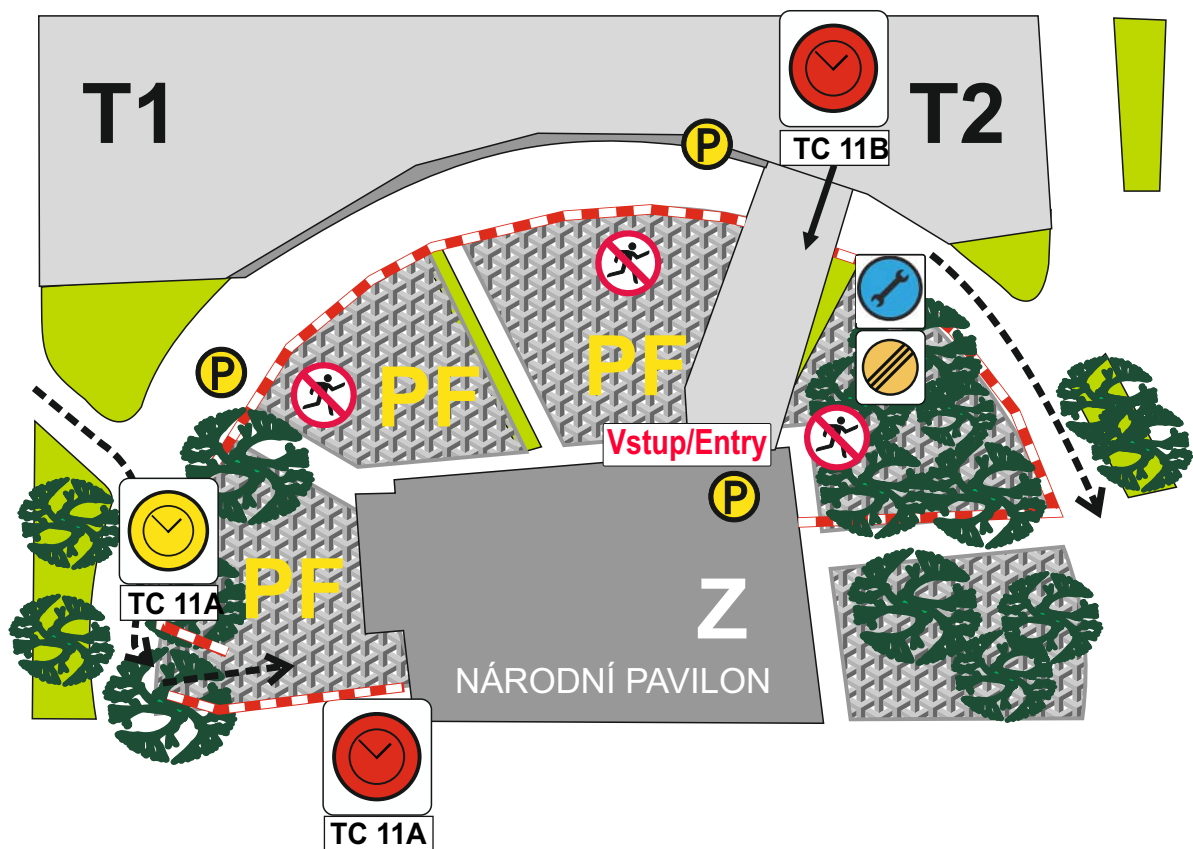 T1
T2
TC 11B
P
P
PF
PF
Vstup/Entry
P
TC 11A
PF
Z
NÁRODNÍ PAVILON
TC 11A